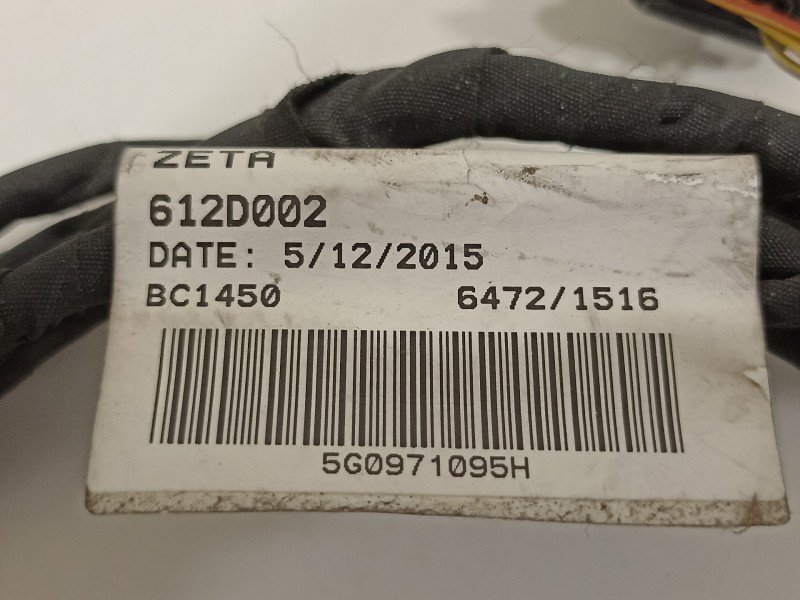 ZETA
612D002
DATE: 5/12/2015
BC1450 6472/1516
5G0971095H